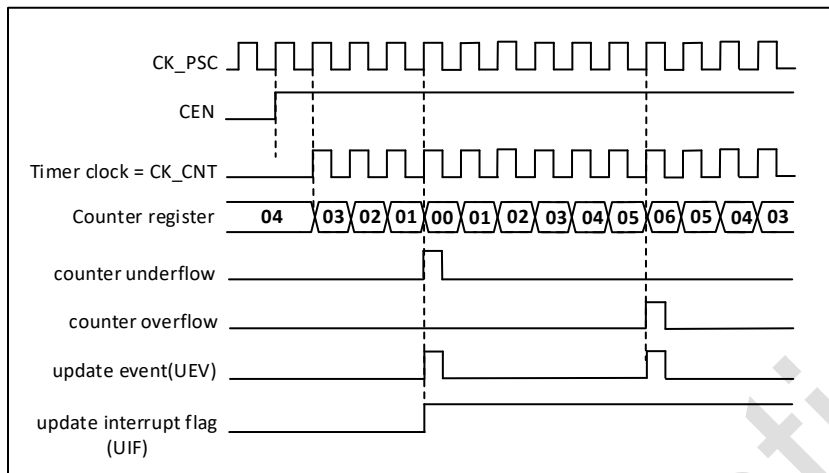 CK_PSC
CEN
Timer clock = CK_CNT
Counter register 04 03 02 01 00 01 02 03 04 05 06 05 04 03
counter underflow
counter overflow
update event(UEV)
update interrupt flag
(UIF)